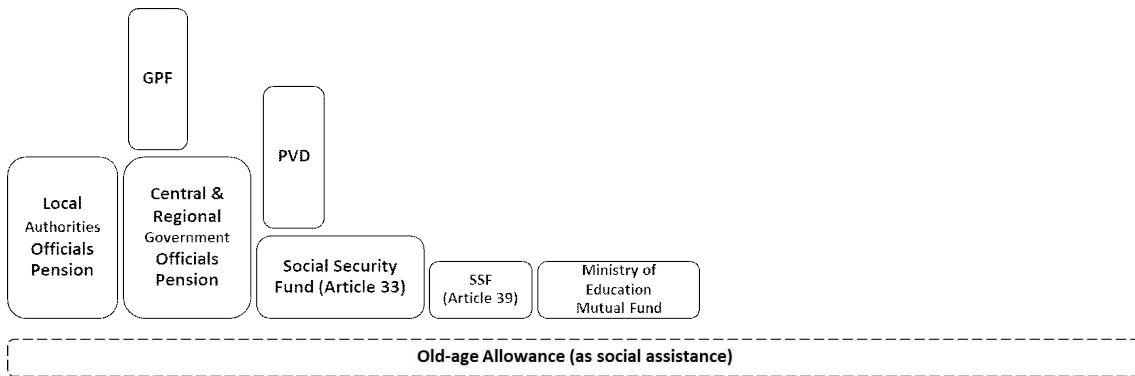 GPF
PVD
Local
Authorities
Officials
Pension
Central &
Regional
Government
Officials
Pension
Social Security
Fund (Article 33)
SSF
(Article 39)
Ministry of
Education
Mutual Fund
Old-age Allowance (as social assistance)